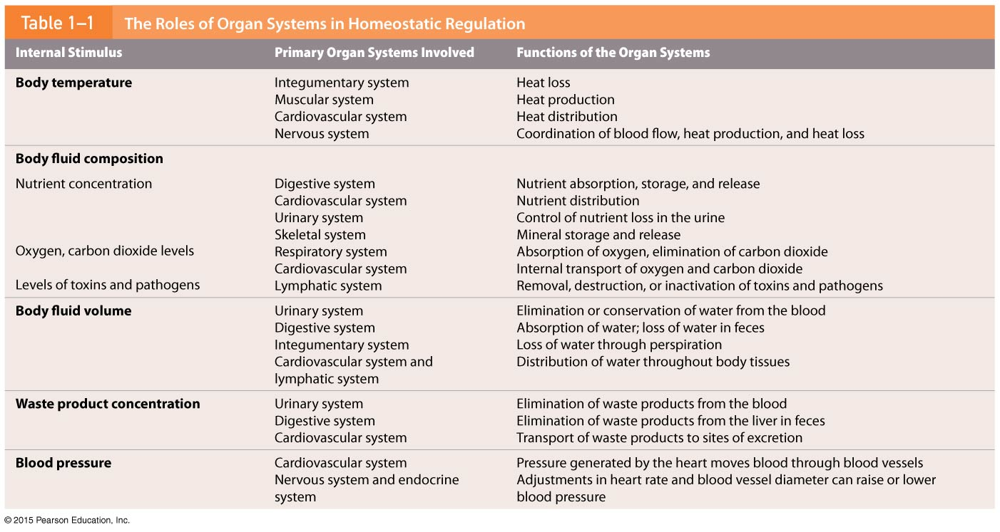 Table 1–1 The Roles of Organ Systems in Homeostatic Regulation
Internal Stimulus Primary Organ Systems Involved Functions of the Organ Systems
Body temperature Integumentary system Heat loss
Muscular system Heat production
Cardiovascular system Heat distribution
Nervous system Coordination of blood flow, heat production, and heat loss
Body fluid composition
Nutrient concentration Digestive system Nutrient absorption, storage, and release
Cardiovascular system Nutrient distribution
Urinary system Control of nutrient loss in the urine
Skeletal system Mineral storage and release
Oxygen, carbon dioxide levels Respiratory system Absorption of oxygen, elimination of carbon dioxide
Cardiovascular system Internal transport of oxygen and carbon dioxide
Levels of toxins and pathogens Lymphatic system Removal, destruction, or inactivation of toxins and pathogens
Body fluid volume Urinary system Elimination or conservation of water from the blood
Digestive system Absorption of water; loss of water in feces
Integumentary system Loss of water through perspiration
Cardiovascular system and Distribution of water throughout body tissues
lymphatic system
Waste product concentration Urinary system Elimination of waste products from the blood
Digestive system Elimination of waste products from the liver in feces
Cardiovascular system Transport of waste products to sites of excretion
Blood pressure Cardiovascular system Pressure generated by the heart moves blood through blood vessels
Nervous system and endocrine Adjustments in heart rate and blood vessel diameter can raise or lower
system blood pressure
© 2015 Pearson Education, Inc.